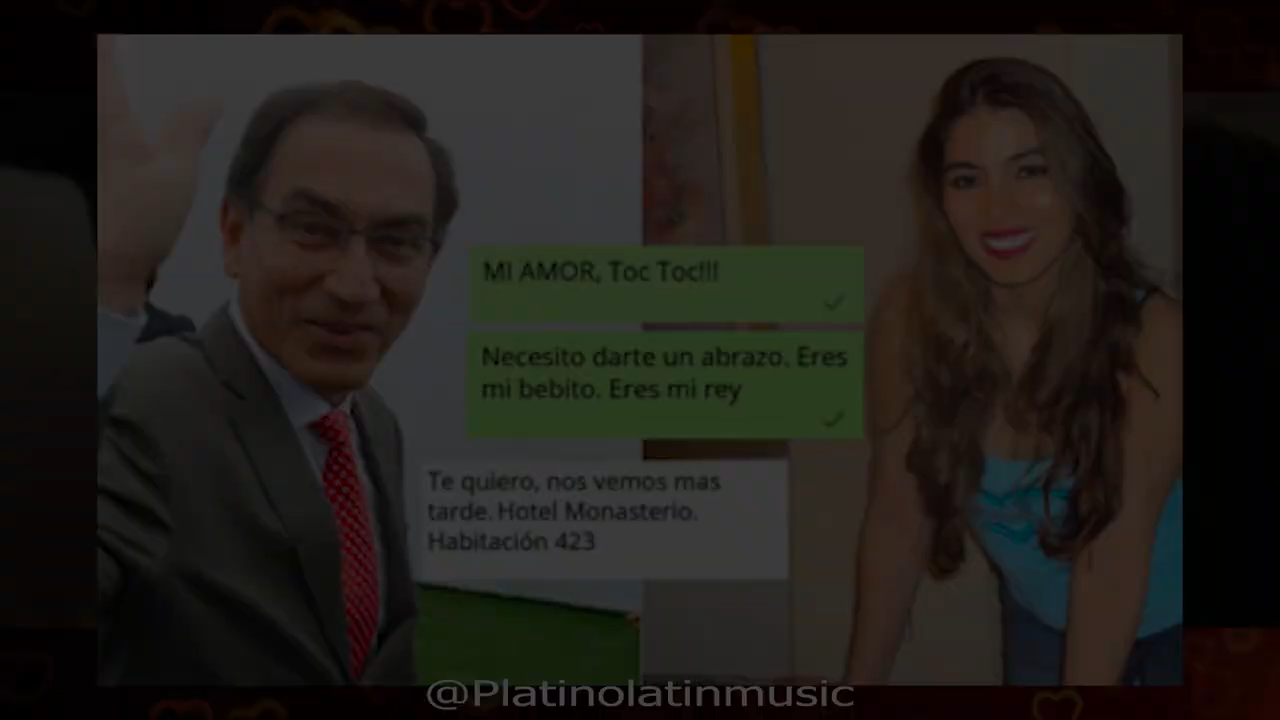 MI AMOR, Toc Toc!!!
Necesito darte un abrazo. Eres
mi bebito. Eres mi rey
Te quiero, nos vemos mas
tarde. Hotel Monasterio.
Habitación 423
@Platinolatinmusic